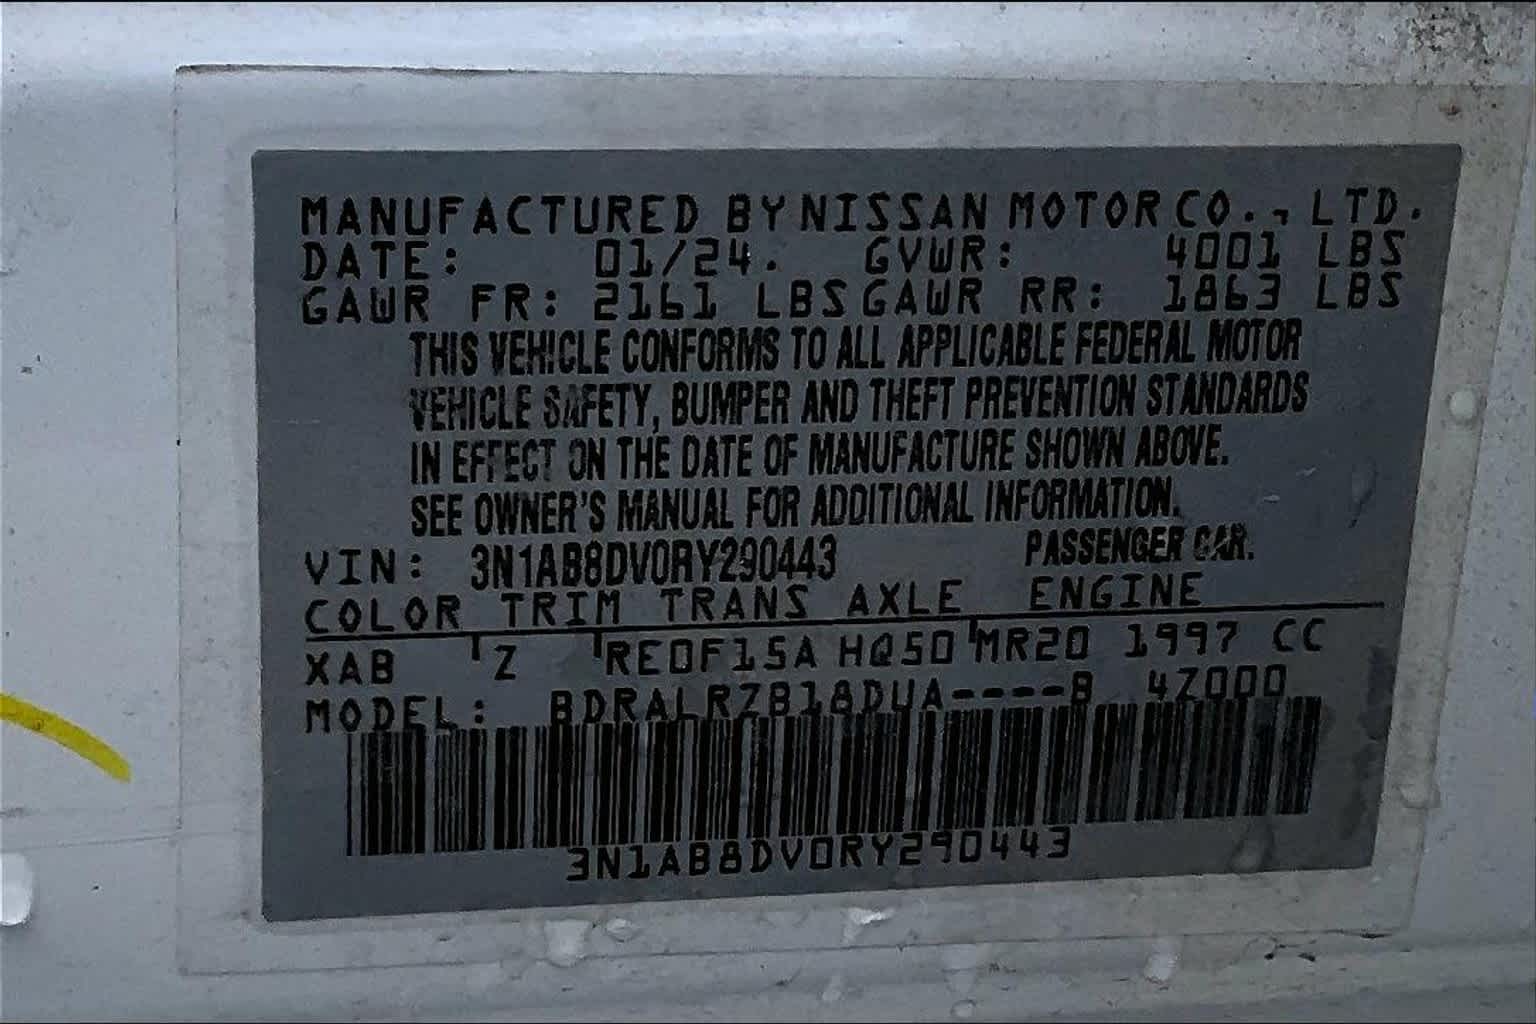 MANUFACTURED BY NISSAN MOTOR CO., LTD.
DATE: 01/24. GVWR: 4001 LBS
GAWR FR: 2161 LBS GAWR RR: 1863 LBS
THIS VEHICLE CONFORMS TO ALL APPLICABLE FEDERAL MOTOR
VEHICLE SAFETY, BUMPER AND THEFT PREVENTION STANDARDS
IN EFFECT ON THE DATE OF MANUFACTURE SHOWN ABOVE.
SEE OWNER'S MANUAL FOR ADDITIONAL INFORMATION.
VIN: 3N1AB8DV0RY290443 PASSENGER CAR.
COLOR TRIM TRANS AXLE ENGINE
XAB Z RE0F15A HQ50 MR20 1997 CC
MODEL: BDRALRZB18DUA----B 4Z000
3N1AB8DV0RY290443